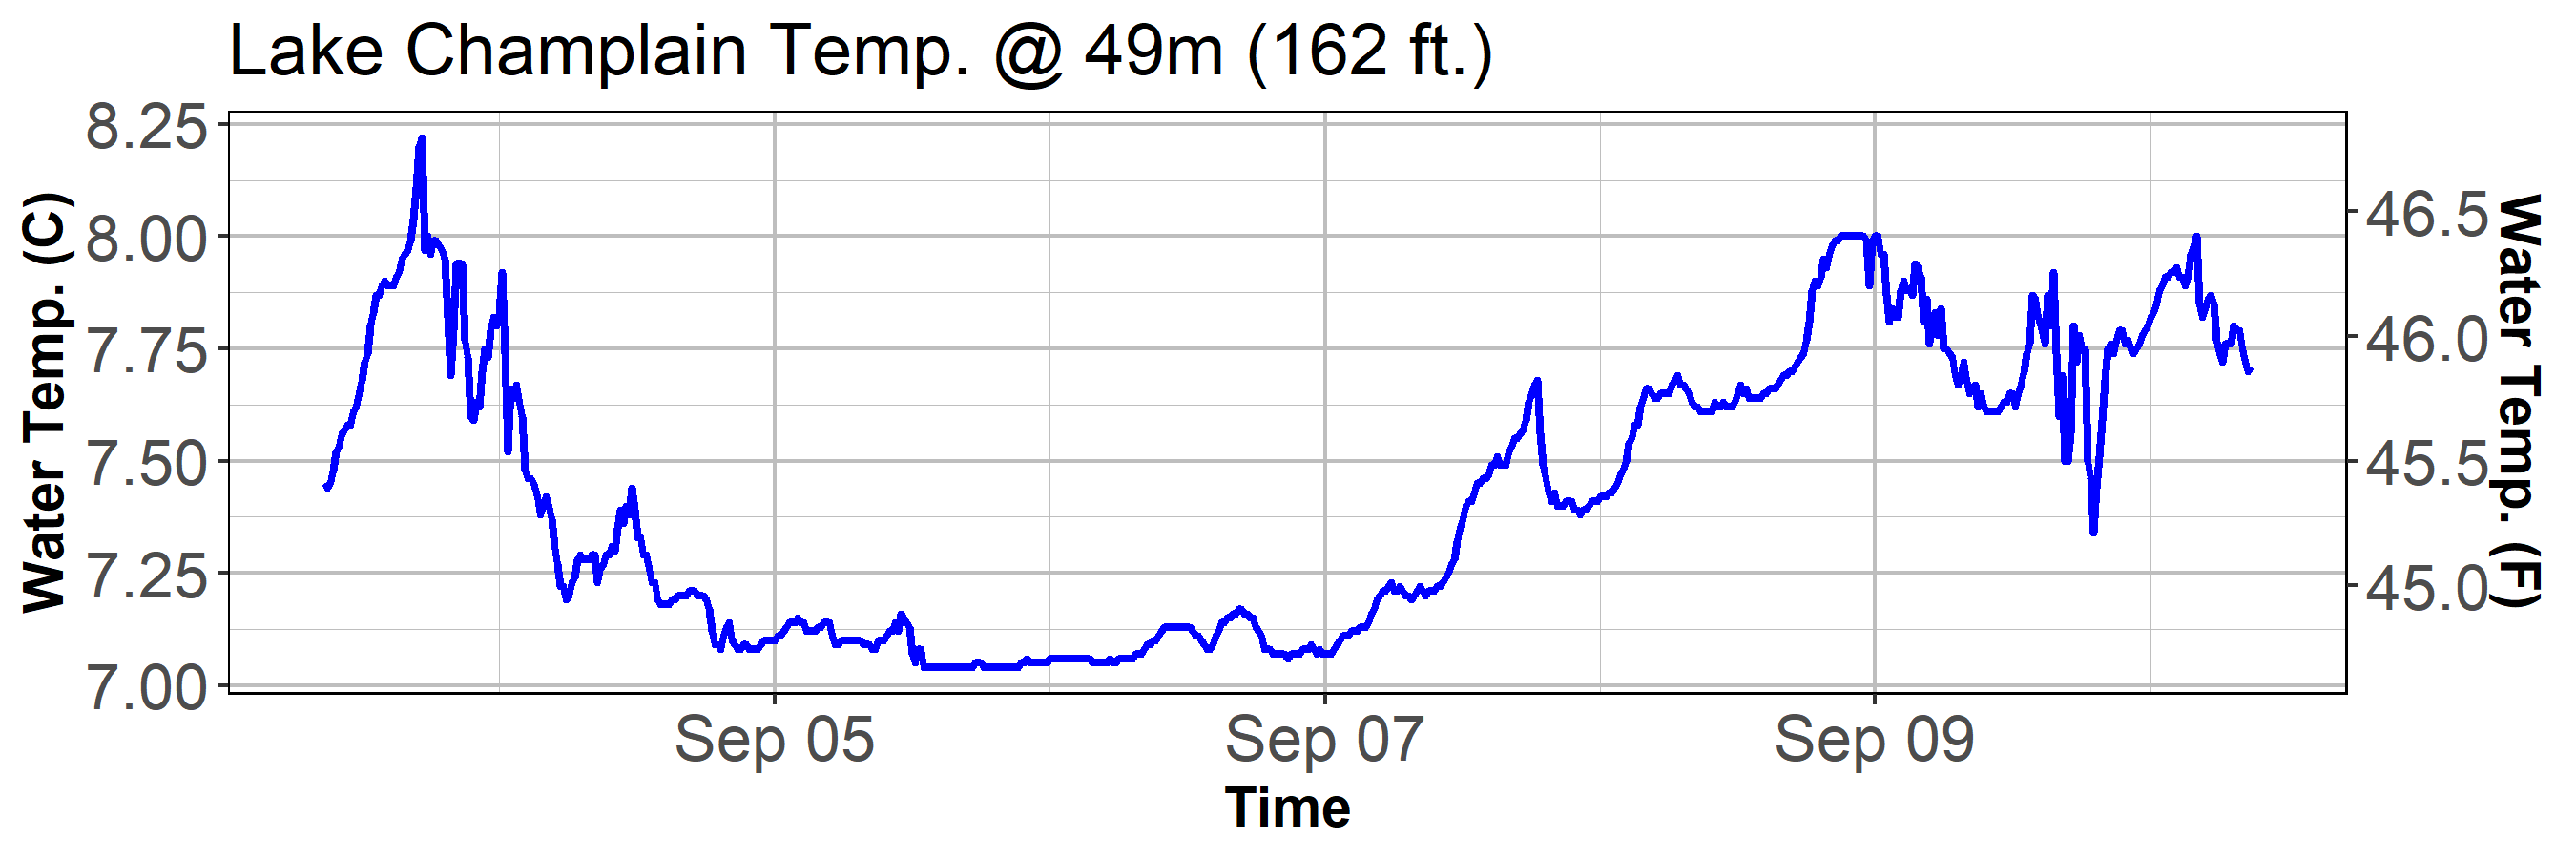 Lake Champlain Temp. @ 49m (162 ft.)
Water Temp. (C)
8.25
8.00
7.75
7.50
7.25
7.00
46.5
46.0
45.5
45.0
Water Temp. (F)
Sep 05 Sep 07 Sep 09
Time